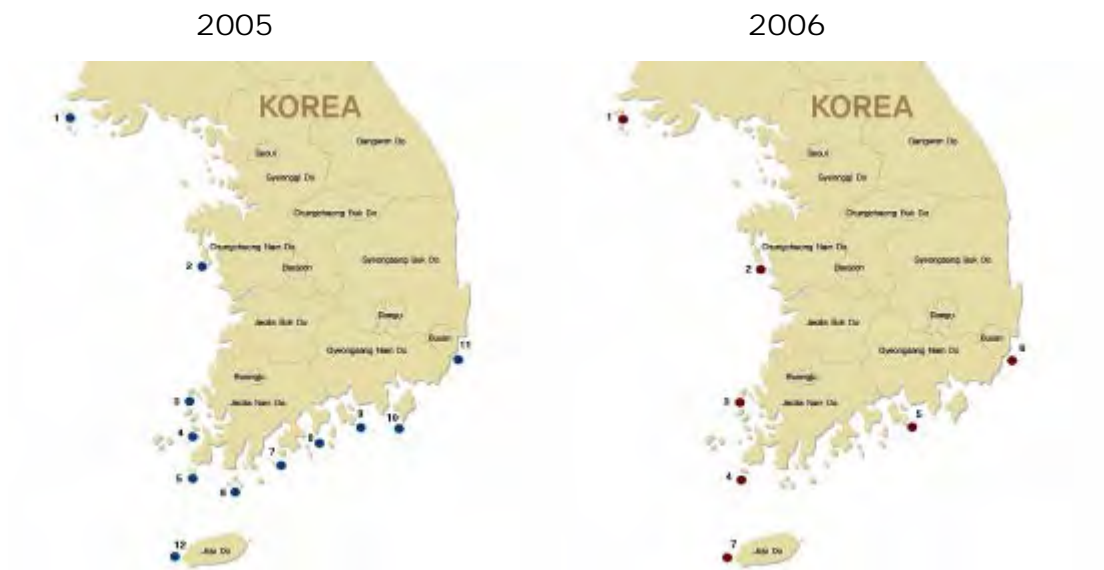 2005
2006
KOREA
Gangwon Do
Seoul
Gyeonggi Do
Chungcheong Buk Do
Chungcheong Nam Do
Daejeon
Gyeongsang Buk Do
Jeolla Buk Do
Daegu
Busan
Gyeongsang Nam Do
Jeolla Nam Do
Jeju Do
1
2
3
4
5
6
7
8
9
10
11
12
KOREA
Gangwon Do
Seoul
Gyeonggi Do
Chungcheong Buk Do
Chungcheong Nam Do
Daejeon
Gyeongsang Buk Do
Jeolla Buk Do
Daegu
Busan
Gyeongsang Nam Do
Jeolla Nam Do
Jeju Do
1
2
3
4
5
6
7